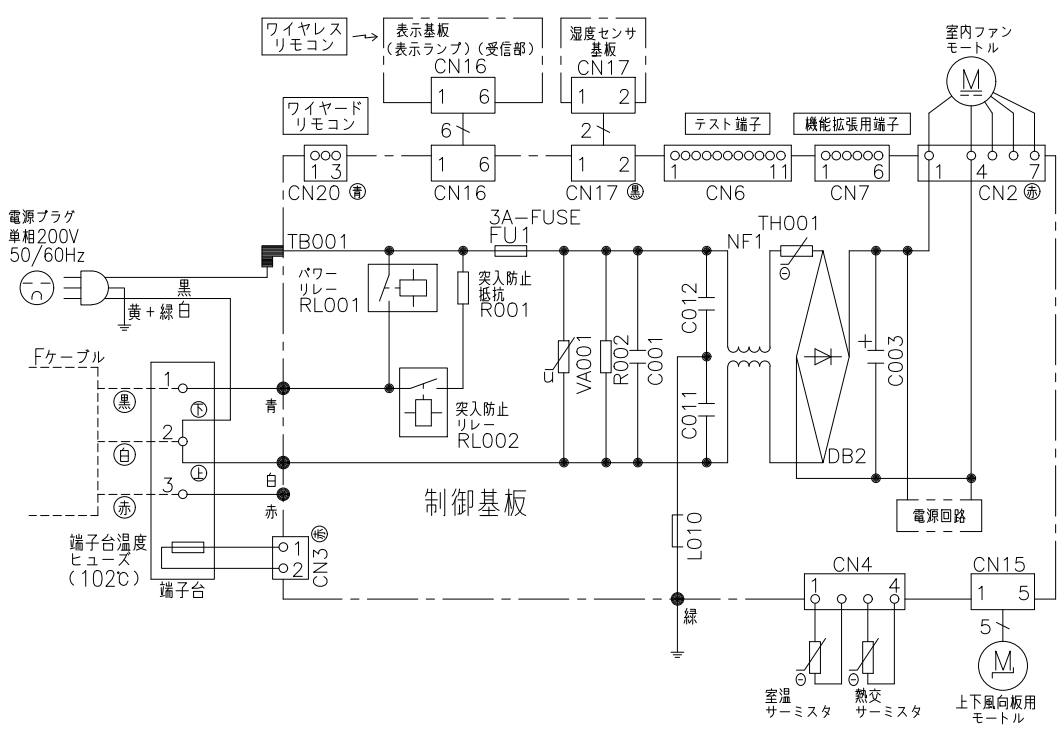 ワイヤレス
リモコン
表示基板
(表示ランプ)(受信部)
CN16
1 6
湿度センサ
基板
CN17
1 2
室内ファン
モートル
M
ワイヤード
リモコン
6
2
テスト端子
機能拡張用端子
1 3
CN20 青
1 6
CN16
1 2
CN17 黒
1 11
CN6
1 6
CN7
1 4 7
CN2 赤
電源プラグ
単相200V
50/60Hz
TB001
3A-FUSE
FU1
NF1
TH001
パワー
リレー
RL001
突入防止
抵抗
R001
黒
黄+緑 白
C012
VA001
u
R002
C001
+
C003
Fケーブル
1
黒
下
青
突入防止
リレー
RL002
C011
2
白
上
DB2
3
赤
白
赤
制御基板
電源回路
L010
端子台温度
ヒューズ
(102℃)
端子台
1
2
CN3 赤
緑
CN4
1 4
CN15
1 5
5
M
室温
サーミスタ
熱交
サーミスタ
上下風向板用
モートル